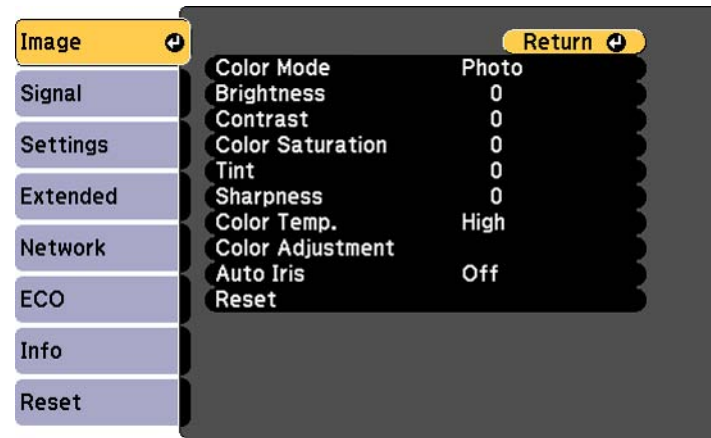 Image
Signal
Settings
Extended
Network
ECO
Info
Reset
Return
Color Mode Photo
Brightness 0
Contrast 0
Color Saturation 0
Tint 0
Sharpness 0
Color Temp. High
Color Adjustment
Auto Iris Off
Reset